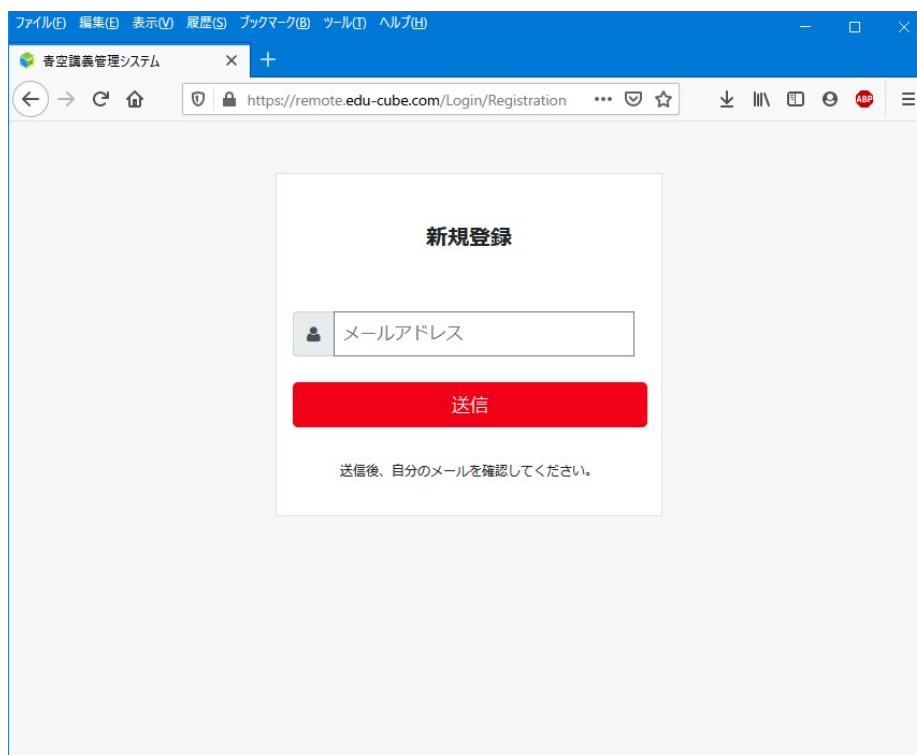 ファイル(F) 編集(E) 表示(V) 履歴(S) ブックマーク(B) ツール(T) ヘルプ(H)
青空講義管理システム
https://remote.edu-cube.com/Login/Registration
ABP
新規登録
メールアドレス
送信
送信後、自分のメールを確認してください。